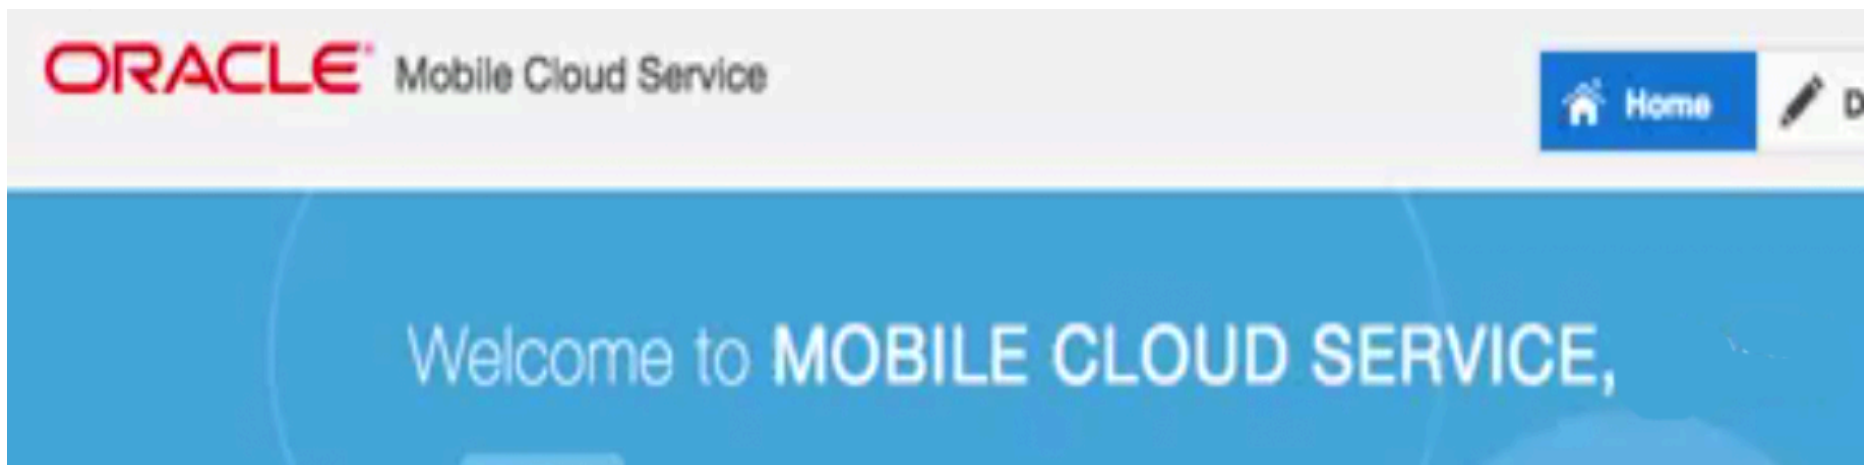 ORACLE Mobile Cloud Service
Home D
Welcome to MOBILE CLOUD SERVICE,